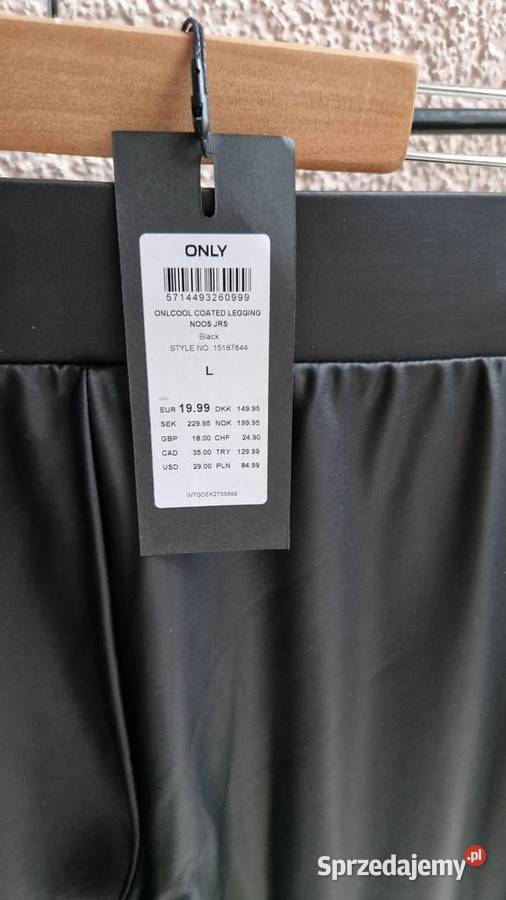 ONLY
5714493260999
ONLCOOL COATED LEGGING
NOOS JRS
Black
STYLE NO. 15187844
L
EUR 19.99 DKK 149.95
SEK 229.95 NOK 199.95
GBP 18.00 CHF 24.90
CAD 35.00 TRY 129.99
USD 29.00 PLN 84.99
Sprzedajemy.pl